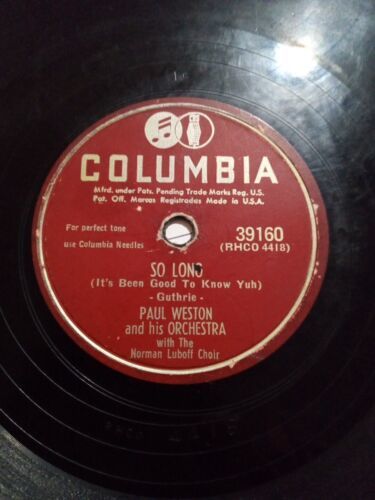 COLUMBIA
Mfrd. under Pats. Pending Trade Marks Reg. U.S.
Pat. Off. Marcas Registradas Made in U.S.A.
For perfect tone
use Columbia Needles
39160
(RHCO 4418)
SO LONG
(It's Been Good To Know Yuh)
- Guthrie -
PAUL WESTON
and his ORCHESTRA
with The
Norman Luboff Choir
RHCO 4418